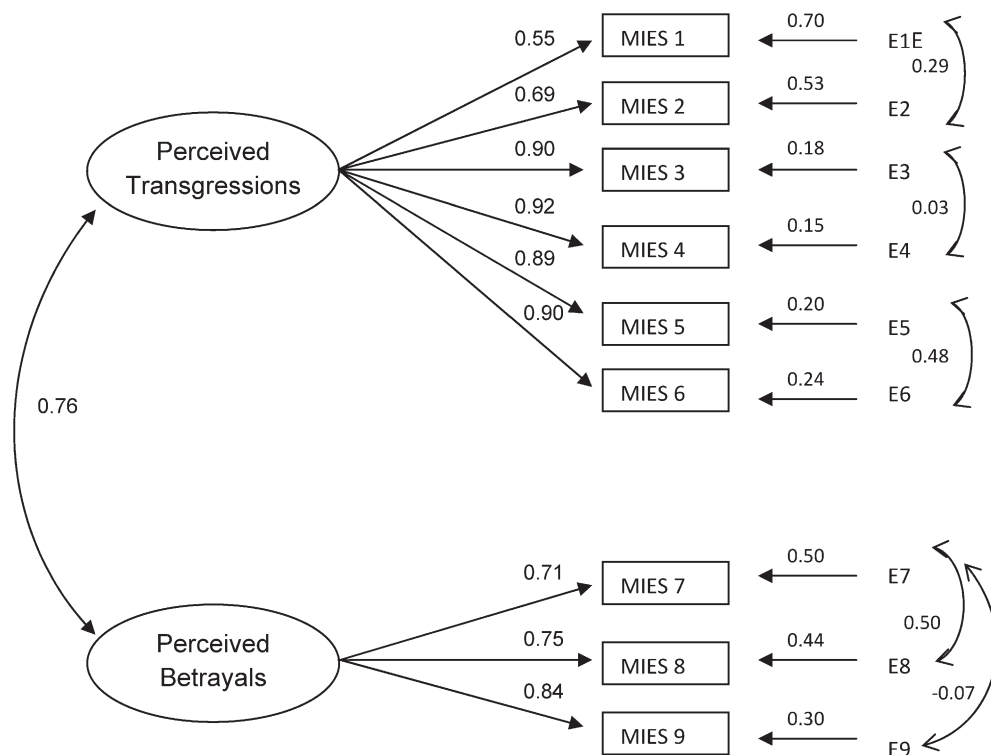 0.55
MIES 1
0.70
E1E
0.29
0.69
MIES 2
0.53
E2
Perceived
Transgressions
0.90
MIES 3
0.18
E3
0.03
0.92
MIES 4
0.15
E4
0.89
MIES 5
0.20
E5
0.48
0.90
MIES 6
0.24
E6
0.76
0.71
MIES 7
0.50
E7
0.50
Perceived
Betrayals
0.75
MIES 8
0.44
E8
-0.07
0.84
MIES 9
0.30
E9